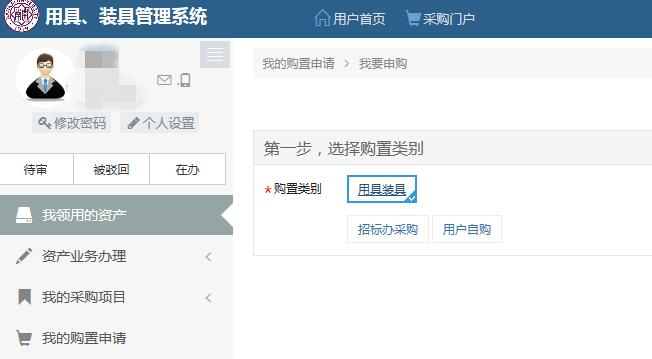 用具、装具管理系统
用户首页 采购门户
我的购置申请 > 我要申购
修改密码 个人设置
待审 被驳回 在办
第一步，选择购置类别
*购置类别 用具装具
招标办采购 用户自购
我领用的资产
资产业务办理
我的采购项目
我的购置申请